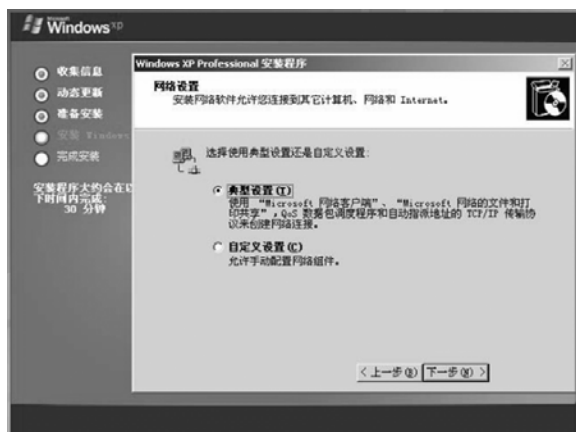 Microsoft
Windows xp
收集信息
动态更新
准备安装
安装 Windows
完成安装
安装程序大约会在以
下时间内完成:
30 分钟
Windows XP Professional 安装程序
网络设置
安装网络软件允许您连接到其它计算机、网络和 Internet。
选择使用典型设置还是自定义设置:
典型设置(T)
使用 “Microsoft 网络客户端”、“Microsoft 网络的文件和打
印共享”,QoS 数据包调度程序和自动指派地址的 TCP/IP 传输协
议来创建网络连接。
自定义设置(C)
允许手动配置网络组件。
< 上一步(B)
下一步(N) >